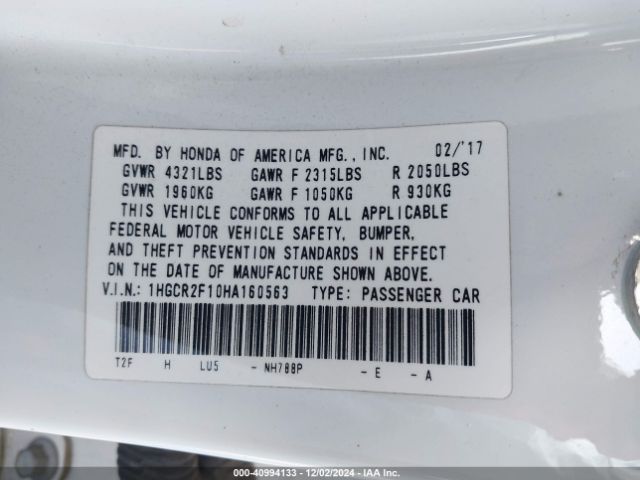 MFD. BY HONDA OF AMERICA MFG., INC. 02/'17
GVWR 4321LBS GAWR F 2315LBS R 2050LBS
GVWR 1960KG GAWR F 1050KG R 930KG
THIS VEHICLE CONFORMS TO ALL APPLICABLE
FEDERAL MOTOR VEHICLE SAFETY, BUMPER,
AND THEFT PREVENTION STANDARDS IN EFFECT
ON THE DATE OF MANUFACTURE SHOWN ABOVE.
V.I.N.: 1HGCR2F10HA160563 TYPE: PASSENGER CAR
T2F H LU5 - NH788P - E - A
000-40994133 - 12/02/2024 - IAA Inc.